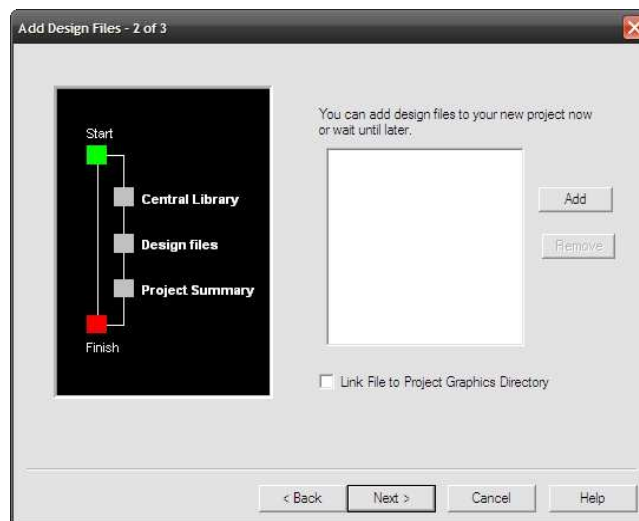 Add Design Files - 2 of 3
Start
Central Library
Design files
Project Summary
Finish
You can add design files to your new project now
or wait until later.
Add
Remove
Link File to Project Graphics Directory
< Back
Next >
Cancel
Help